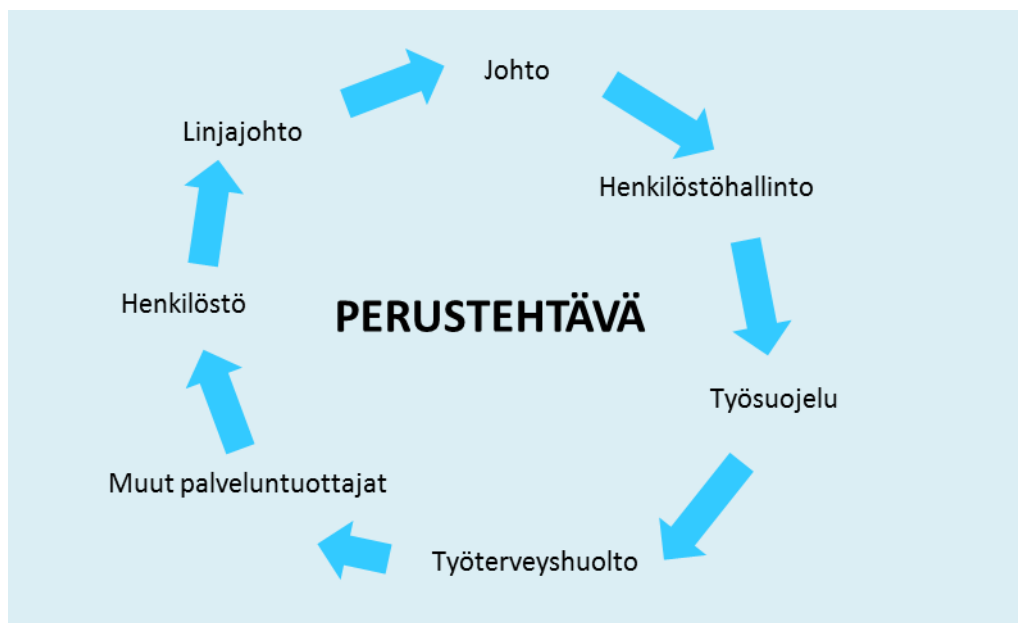 Johto
Linjajohto
Henkilöstöhallinto
Henkilöstö
PERUSTEHTÄVÄ
Työsuojelu
Muut palveluntuottajat
Työterveyshuolto